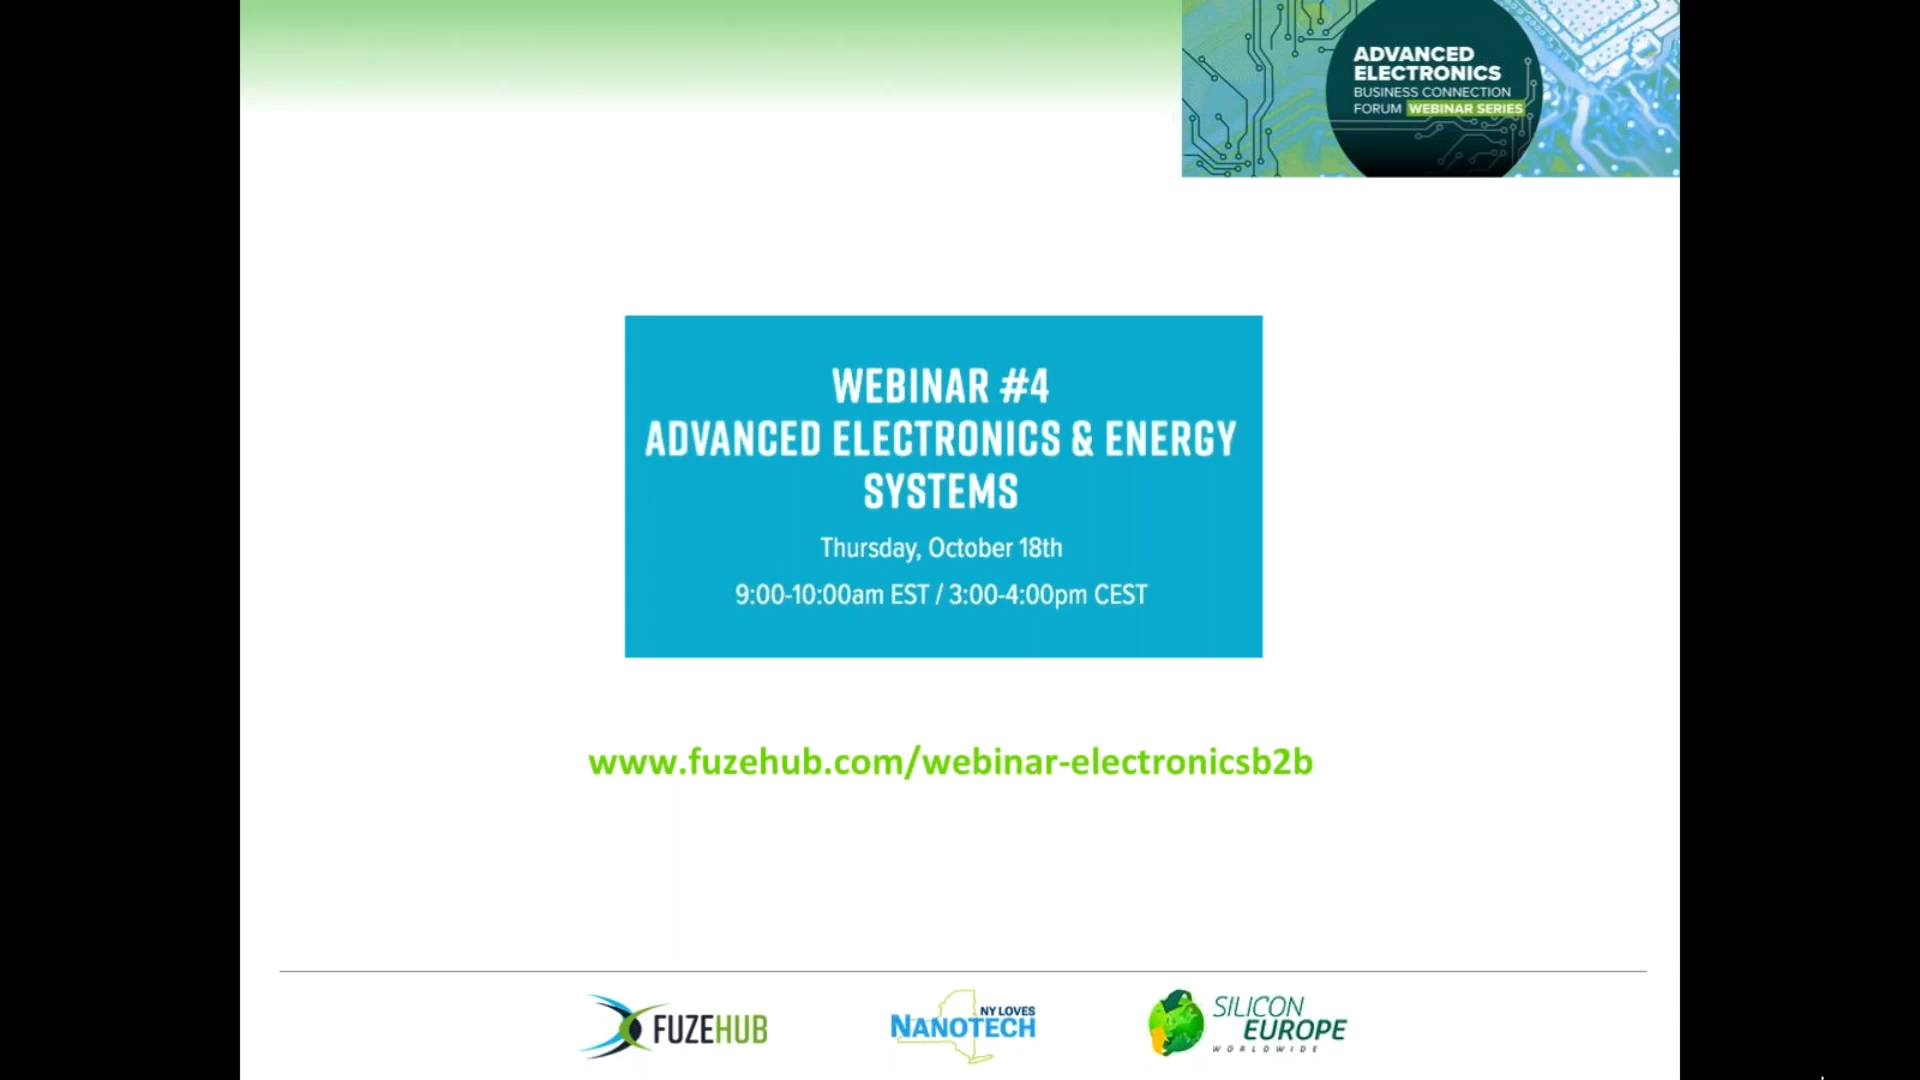 ADVANCED
ELECTRONICS
BUSINESS CONNECTION
FORUM WEBINAR SERIES
WEBINAR #4
ADVANCED ELECTRONICS & ENERGY
SYSTEMS
Thursday, October 18th
9:00-10:00am EST / 3:00-4:00pm CEST
www.fuzehub.com/webinar-electronicsb2b
FUZEHUB
NY LOVES
NANOTECH
SILICON
EUROPE
WORLDWIDE